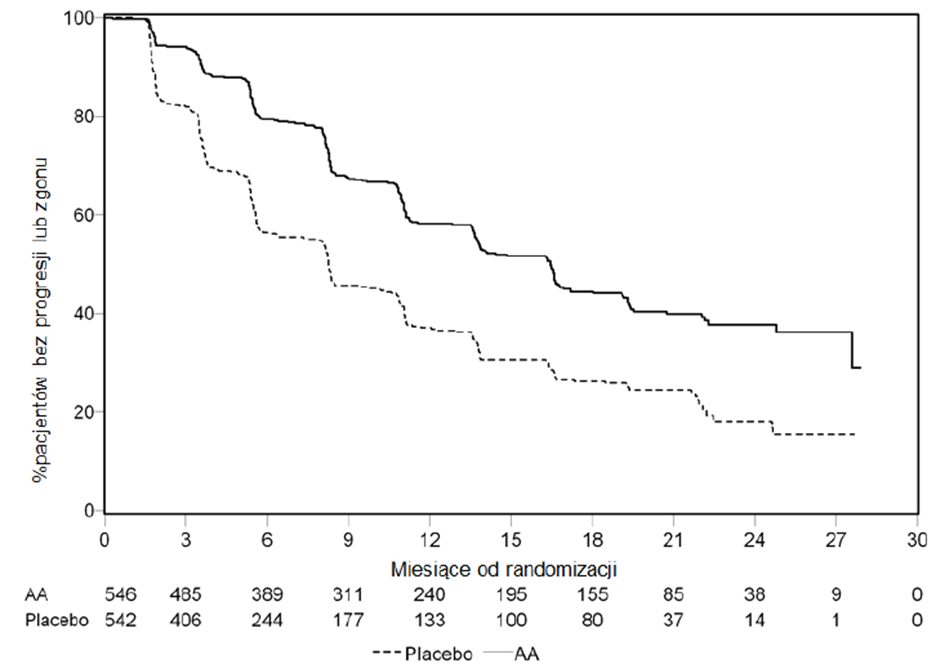 %pacjentów bez progresji lub zgonu
100
80
60
40
20
0
0 3 6 9 12 15 18 21 24 27 30
Miesiące od randomizacji
AA 546 485 389 311 240 195 155 85 38 9 0
Placebo 542 406 244 177 133 100 80 37 14 1 0
Placebo AA